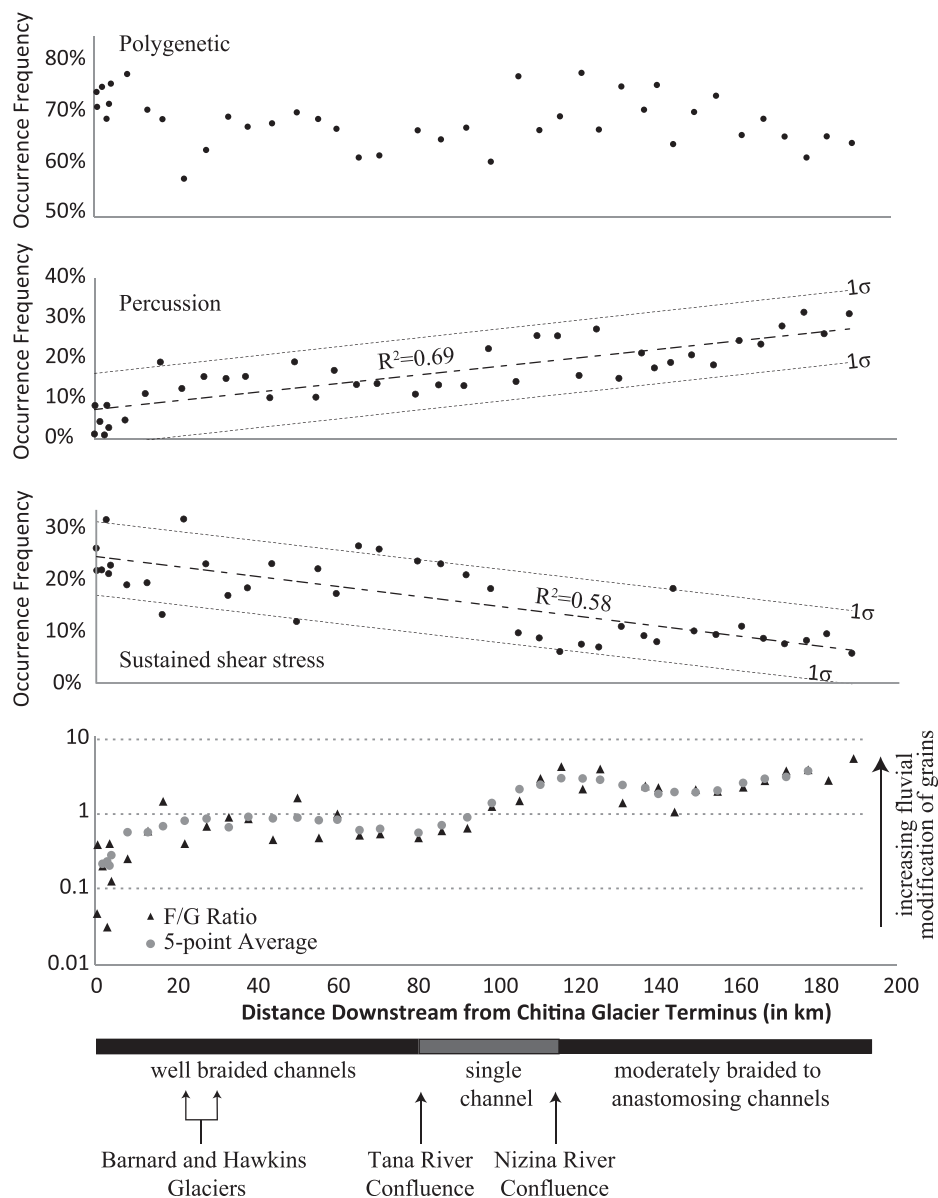 Occurrence Frequency
Polygenetic
80%
70%
60%
50%
Occurrence Frequency
Percussion
40%
30%
20%
10%
0%
R²=0.69
1σ
1σ
Occurrence Frequency
30%
20%
10%
0%
R²=0.58
1σ
1σ
Sustained shear stress
10
1
0.1
0.01
F/G Ratio
5-point Average
increasing fluvial
modification of grains
0 20 40 60 80 100 120 140 160 180 200
Distance Downstream from Chitina Glacier Terminus (in km)
well braided channels
single
channel
moderately braided to
anastomosing channels
Barnard and Hawkins
Glaciers
Tana River
Confluence
Nizina River
Confluence